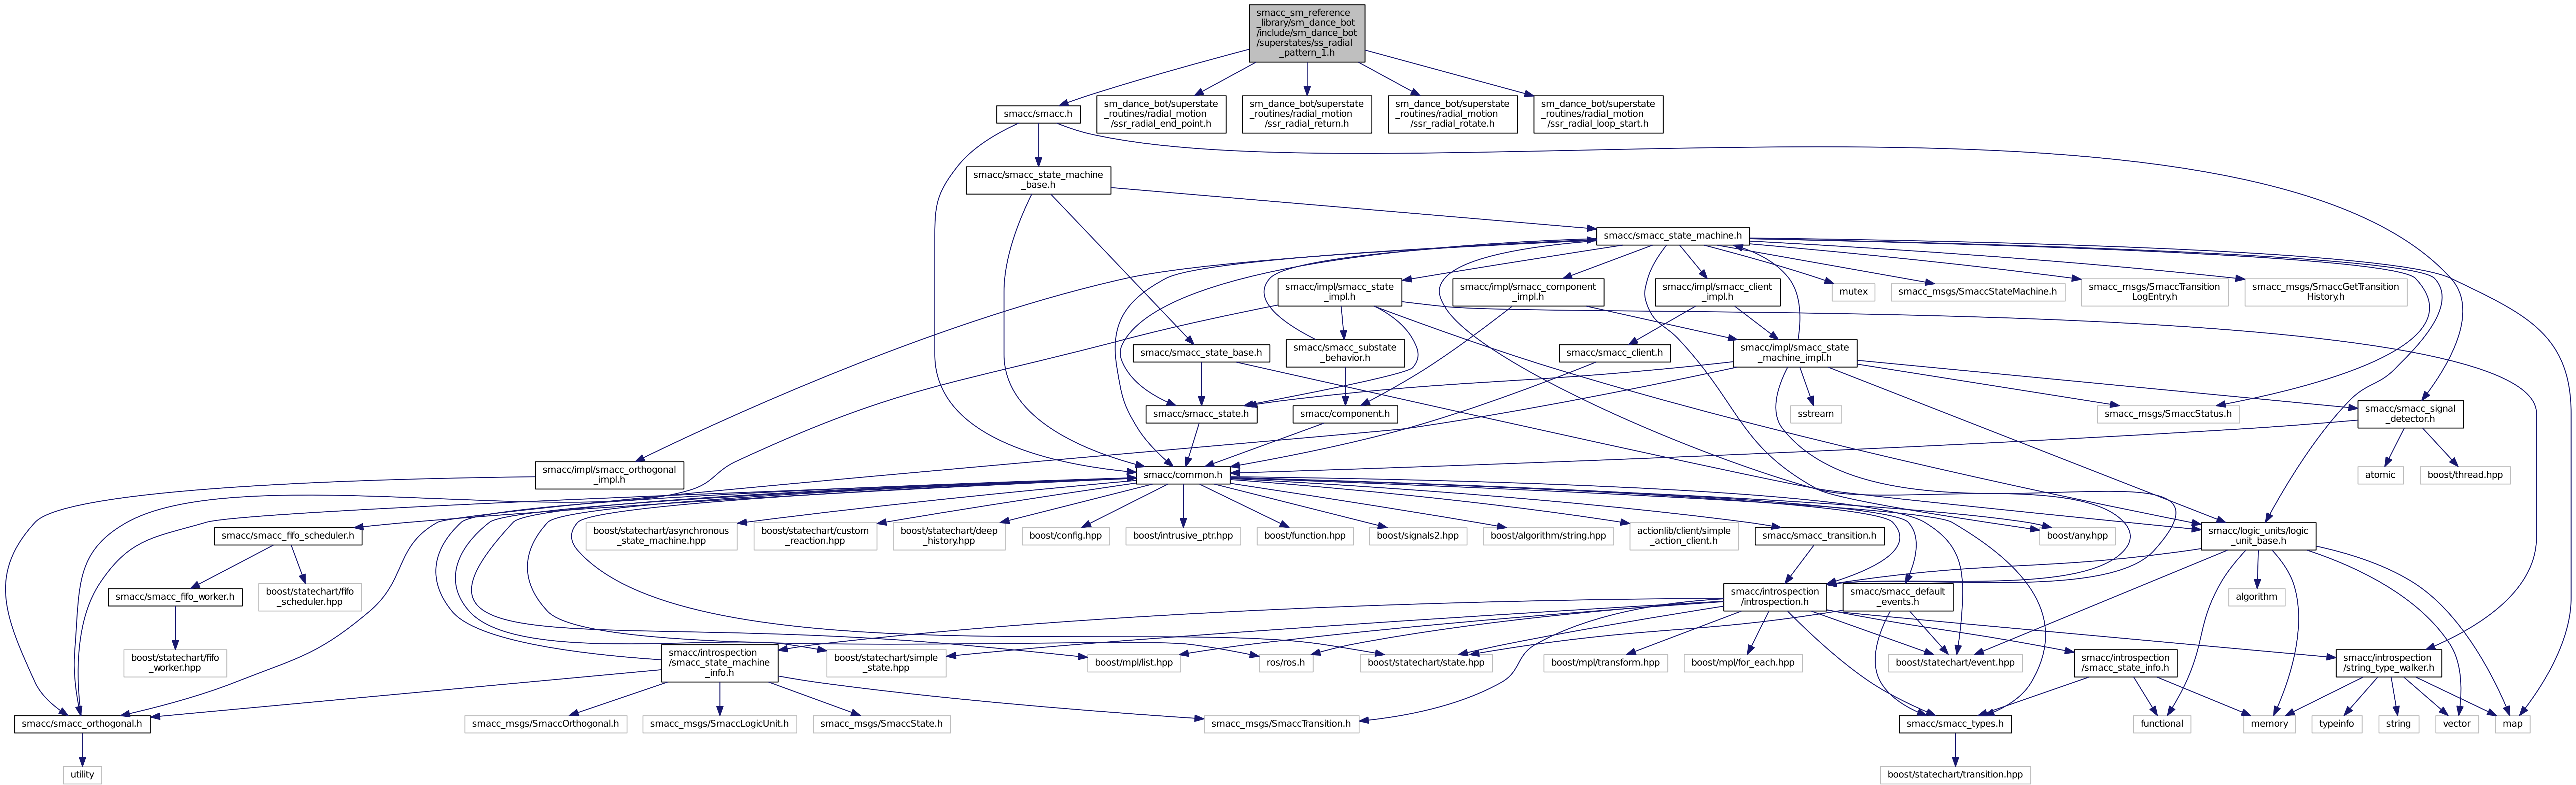 smacc_sm_reference
_library/sm_dance_bot
/include/sm_dance_bot
/superstates/ss_radial
_pattern_1.h
smacc/smacc.h
sm_dance_bot/superstate
_routines/radial_motion
/ssr_radial_end_point.h
sm_dance_bot/superstate
_routines/radial_motion
/ssr_radial_return.h
sm_dance_bot/superstate
_routines/radial_motion
/ssr_radial_rotate.h
sm_dance_bot/superstate
_routines/radial_motion
/ssr_radial_loop_start.h
smacc/smacc_state_machine
_base.h
smacc/smacc_state_machine.h
smacc/impl/smacc_state
_impl.h
smacc/impl/smacc_component
_impl.h
smacc/impl/smacc_client
_impl.h
mutex
smacc_msgs/SmaccStateMachine.h
smacc_msgs/SmaccTransition
LogEntry.h
smacc_msgs/SmaccGetTransition
History.h
smacc/smacc_state_base.h
smacc/smacc_substate
_behavior.h
smacc/smacc_client.h
smacc/impl/smacc_state
_machine_impl.h
smacc/smacc_state.h
smacc/component.h
sstream
smacc_msgs/SmaccStatus.h
smacc/smacc_signal
_detector.h
smacc/impl/smacc_orthogonal
_impl.h
smacc/common.h
atomic
boost/thread.hpp
smacc/smacc_fifo_scheduler.h
boost/statechart/asynchronous
_state_machine.hpp
boost/statechart/custom
_reaction.hpp
boost/statechart/deep
_history.hpp
boost/config.hpp
boost/intrusive_ptr.hpp
boost/function.hpp
boost/signals2.hpp
boost/algorithm/string.hpp
actionlib/client/simple
_action_client.h
smacc/smacc_transition.h
boost/any.hpp
smacc/logic_units/logic
_unit_base.h
smacc/smacc_fifo_worker.h
boost/statechart/fifo
_scheduler.hpp
smacc/introspection
/introspection.h
smacc/smacc_default
_events.h
algorithm
boost/statechart/fifo
_worker.hpp
smacc/introspection
/smacc_state_machine
_info.h
boost/statechart/simple
_state.hpp
boost/mpl/list.hpp
ros/ros.h
boost/statechart/state.hpp
boost/mpl/transform.hpp
boost/mpl/for_each.hpp
boost/statechart/event.hpp
smacc/introspection
/smacc_state_info.h
smacc/introspection
/string_type_walker.h
smacc/smacc_orthogonal.h
smacc_msgs/SmaccOrthogonal.h
smacc_msgs/SmaccLogicUnit.h
smacc_msgs/SmaccState.h
smacc_msgs/SmaccTransition.h
smacc/smacc_types.h
functional
memory
typeinfo
string
vector
map
utility
boost/statechart/transition.hpp